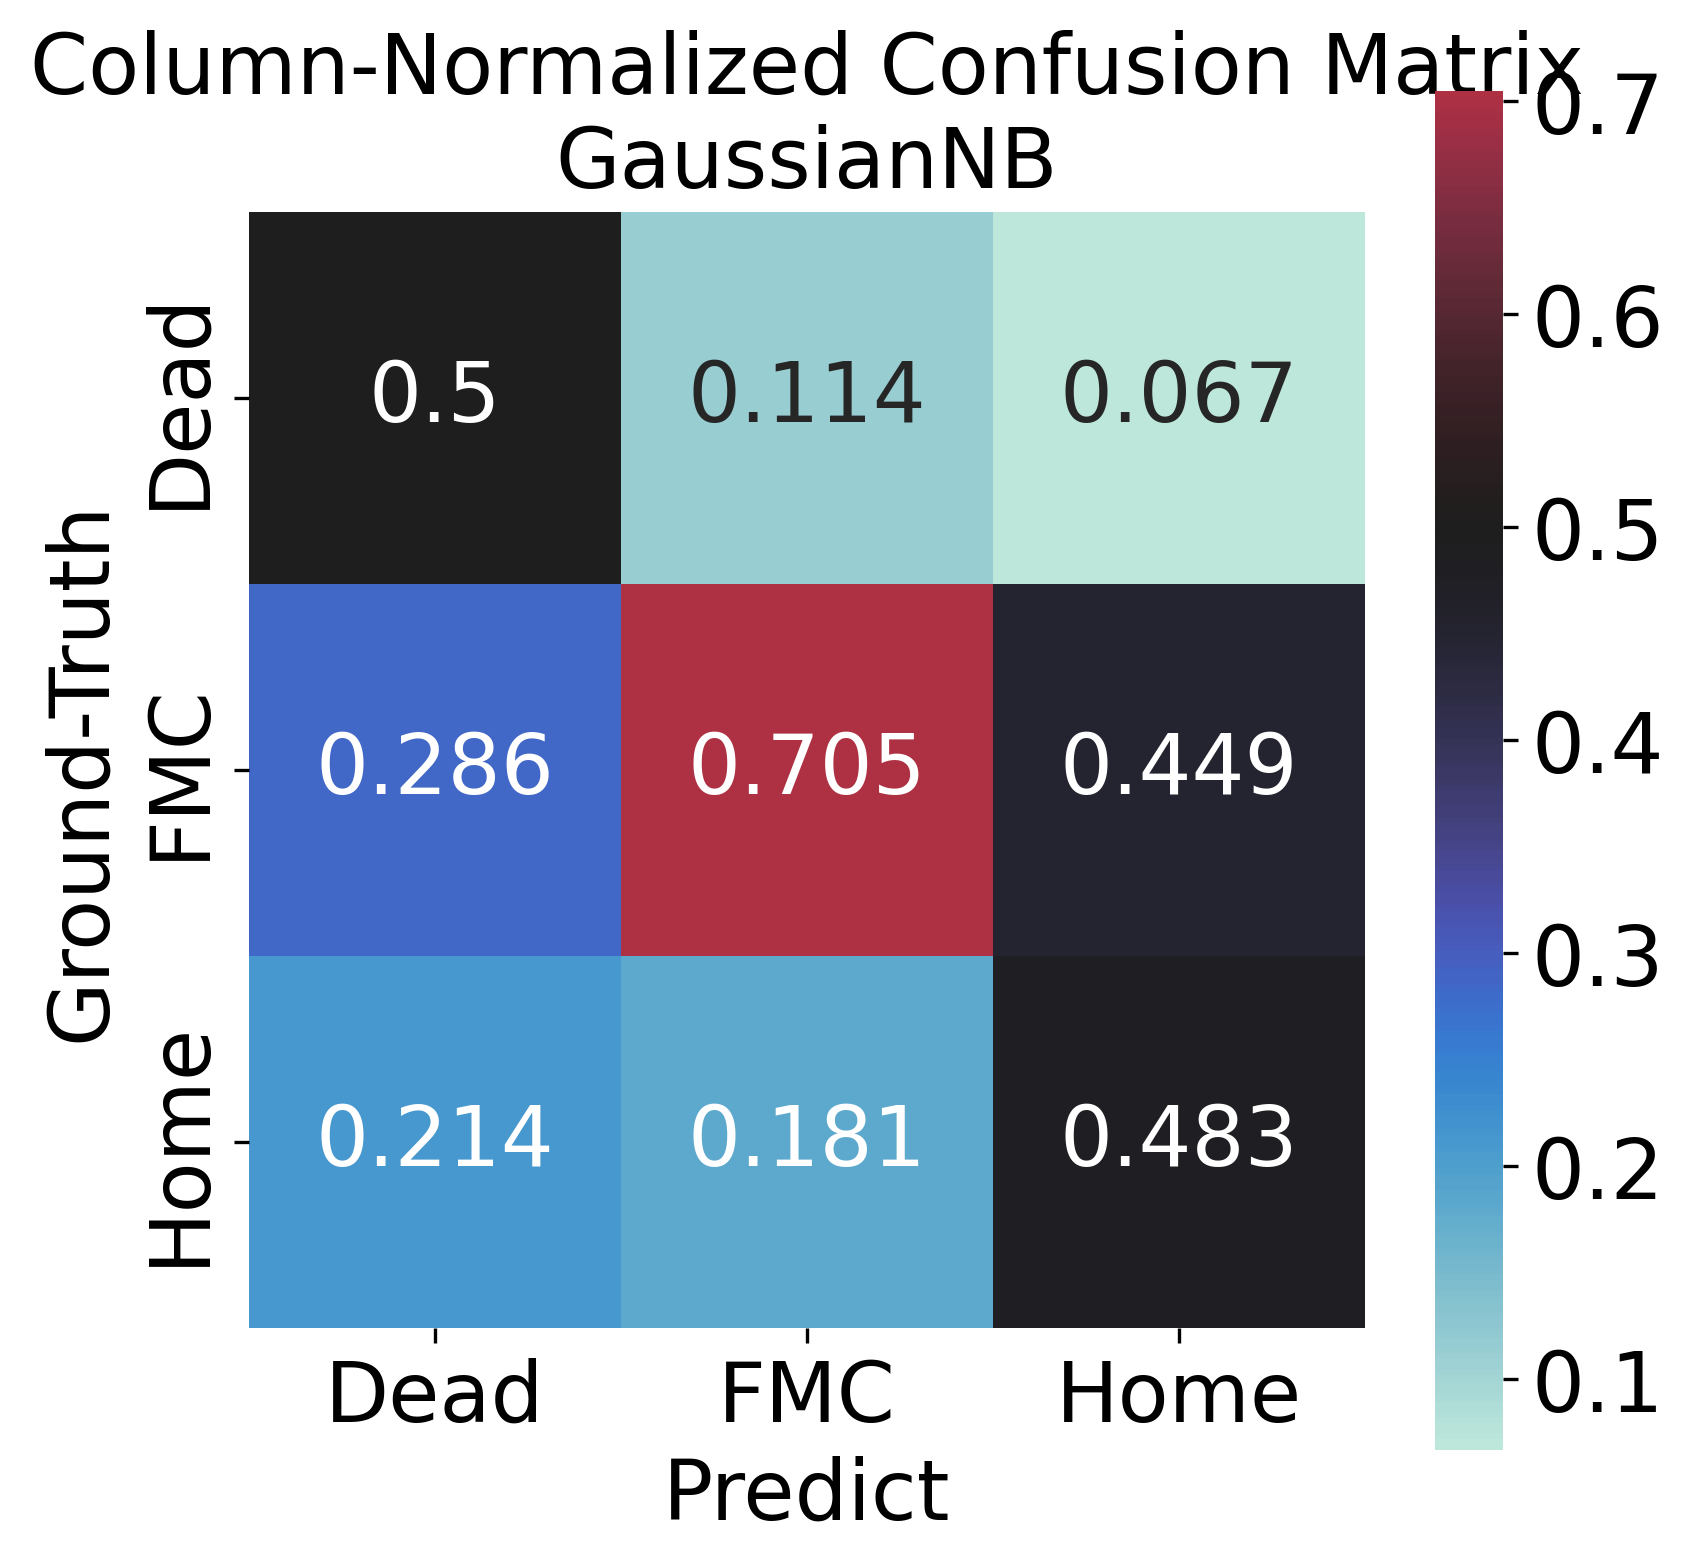 Column-Normalized Confusion Matrix
GaussianNB
Ground-Truth
Dead
0.5 0.114 0.067
FMC
0.286 0.705 0.449
Home
0.214 0.181 0.483
Dead FMC Home
Predict
0.7
0.6
0.5
0.4
0.3
0.2
0.1